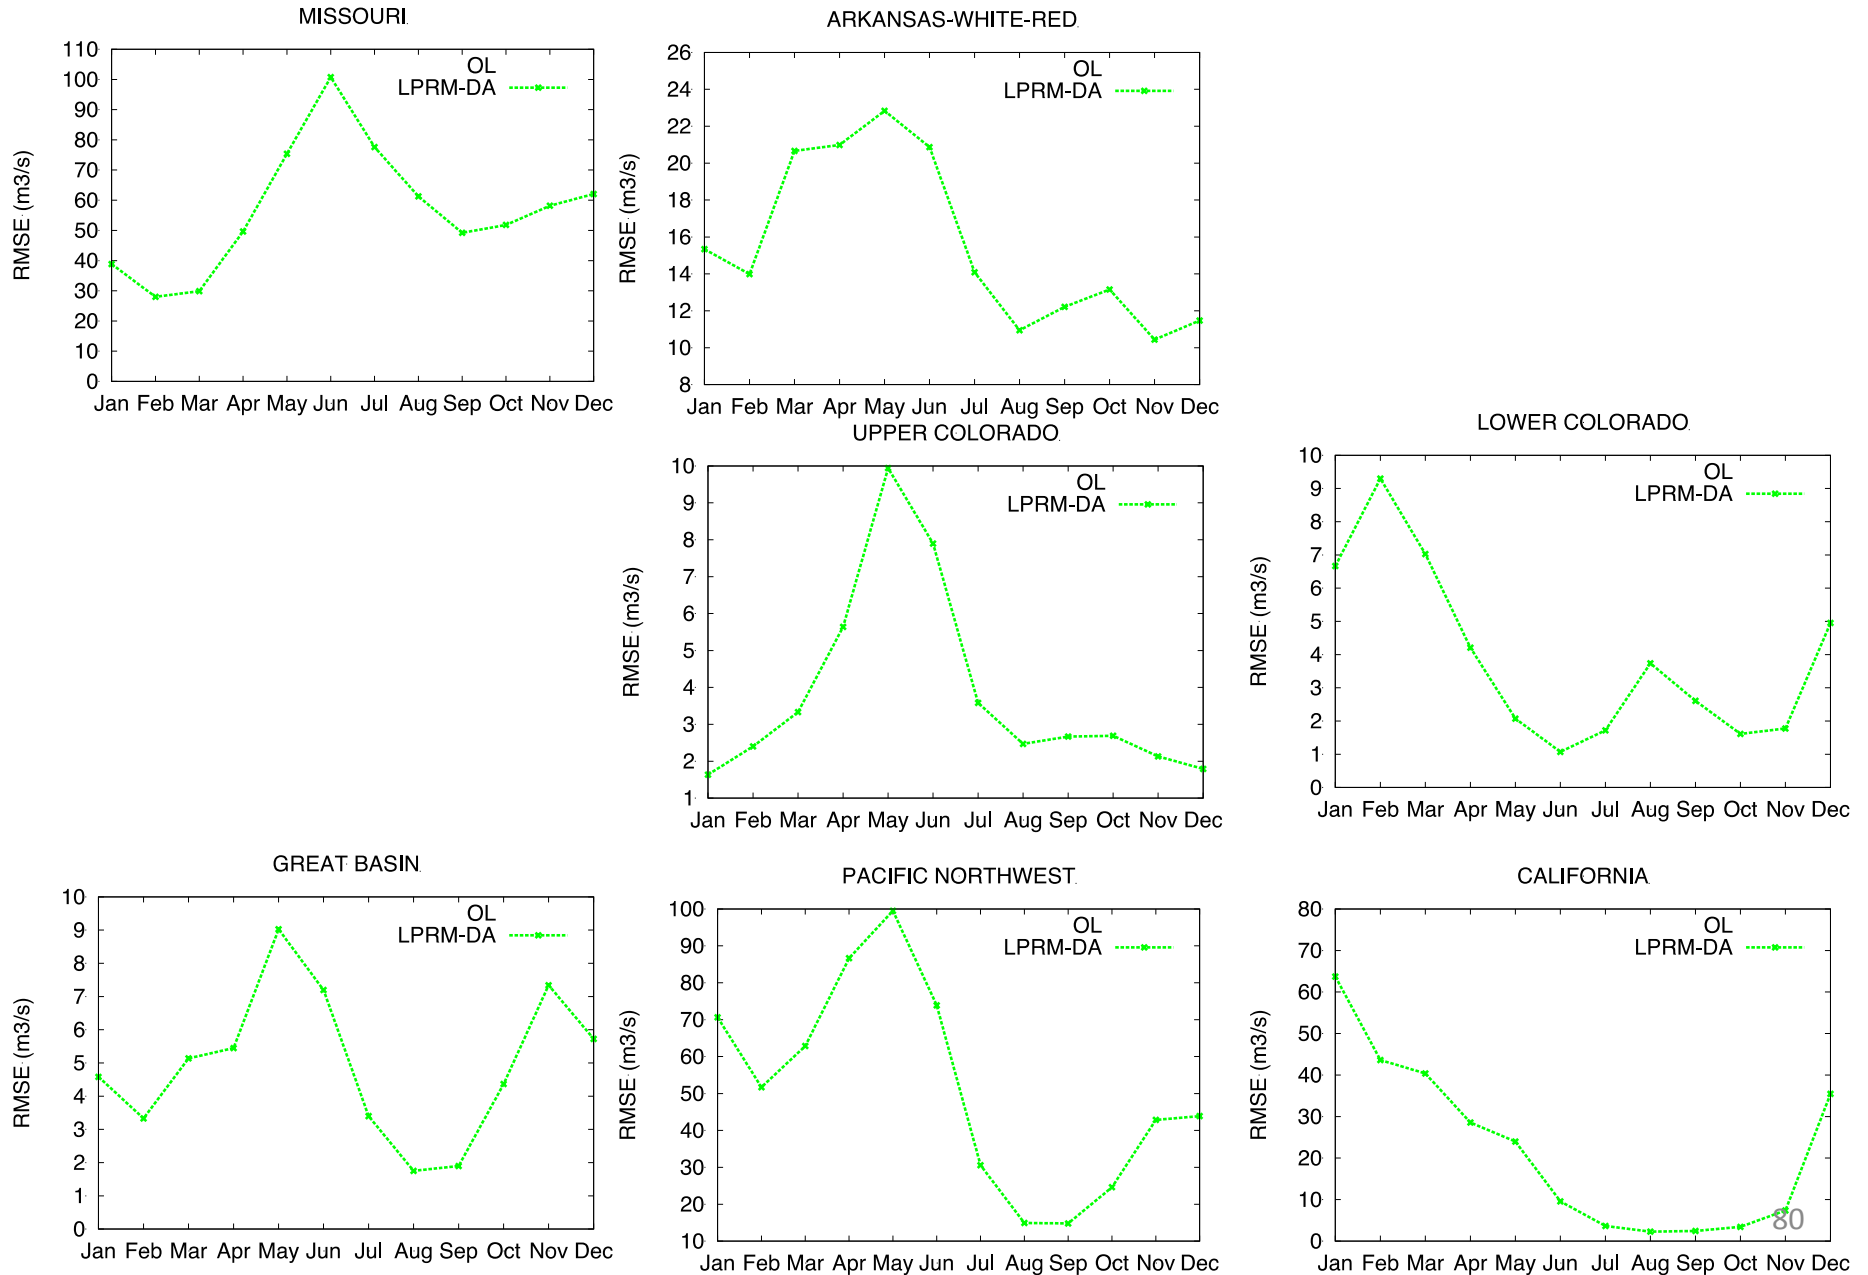 MISSOURI
110
100
90
80
70
60
50
40
30
20
10
0
RMSE (m3/s)
OL
LPRM-DA
Jan Feb Mar Apr May Jun Jul Aug Sep Oct Nov Dec
ARKANSAS-WHITE-RED
26
24
22
20
18
16
14
12
10
8
RMSE (m3/s)
OL
LPRM-DA
Jan Feb Mar Apr May Jun Jul Aug Sep Oct Nov Dec
UPPER COLORADO
10
9
8
7
6
5
4
3
2
1
RMSE (m3/s)
OL
LPRM-DA
Jan Feb Mar Apr May Jun Jul Aug Sep Oct Nov Dec
LOWER COLORADO
10
9
8
7
6
5
4
3
2
1
0
RMSE (m3/s)
OL
LPRM-DA
Jan Feb Mar Apr May Jun Jul Aug Sep Oct Nov Dec
GREAT BASIN
10
9
8
7
6
5
4
3
2
1
0
RMSE (m3/s)
OL
LPRM-DA
Jan Feb Mar Apr May Jun Jul Aug Sep Oct Nov Dec
PACIFIC NORTHWEST
100
90
80
70
60
50
40
30
20
10
RMSE (m3/s)
OL
LPRM-DA
Jan Feb Mar Apr May Jun Jul Aug Sep Oct Nov Dec
CALIFORNIA
80
70
60
50
40
30
20
10
0
RMSE (m3/s)
OL
LPRM-DA
Jan Feb Mar Apr May Jun Jul Aug Sep Oct Nov Dec
80